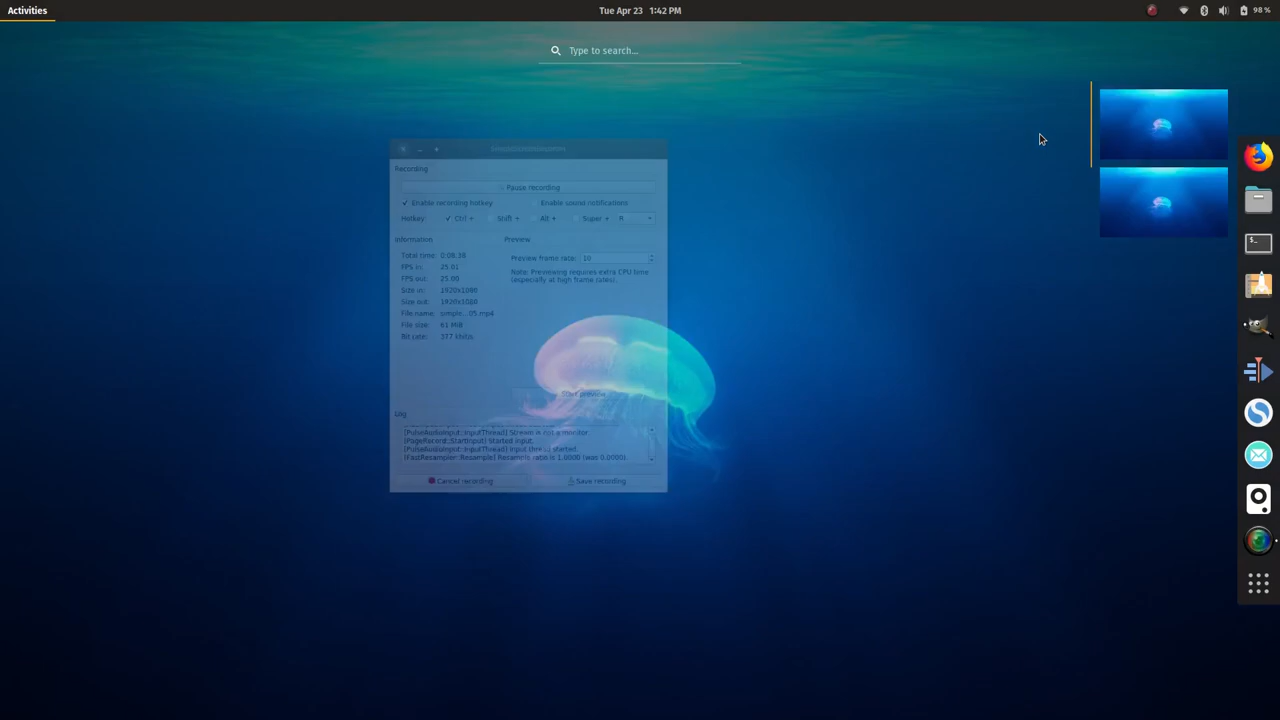 Activities
Tue Apr 23 1:42 PM
98 %
Type to search...
Recording
Pause recording
Enable recording hotkey
Enable sound notifications
Hotkey: Ctrl + Shift + Alt + Super + R
Information
Total time: 0:08:38
FPS in: 25.01
FPS out: 25.00
Size in: 1920x1080
Size out: 1920x1080
File name: simple...05.mp4
File size: 61 MiB
Bit rate: 377 kbit/s
Preview
Preview frame rate: 10
Note: Previewing requires extra CPU time
(especially at high frame rates).
Start preview
Log
[PulseAudioInput::InputThread] Stream is not a monitor.
[PageRecord::StartInput] Started input.
[PulseAudioInput::InputThread] Input thread started.
[FastResampler::Resample] Resample ratio is 1.0000 (was 0.0000).
Cancel recording
Save recording